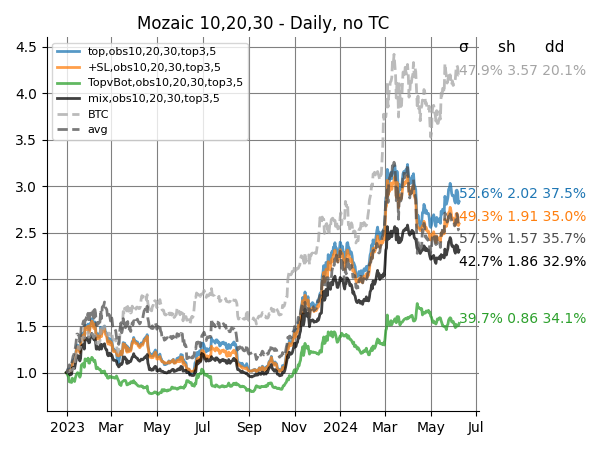 Mozaic 10,20,30 - Daily, no TC
σ sh dd
top,obs10,20,30,top3,5
+SL,obs10,20,30,top3,5
TopvBot,obs10,20,30,top3,5
mix,obs10,20,30,top3,5
BTC
avg
47.9% 3.57 20.1%
52.6% 2.02 37.5%
49.3% 1.91 35.0%
57.5% 1.57 35.7%
42.7% 1.86 32.9%
39.7% 0.86 34.1%
4.5
4.0
3.5
3.0
2.5
2.0
1.5
1.0
2023 Mar May Jul Sep Nov 2024 Mar May Jul